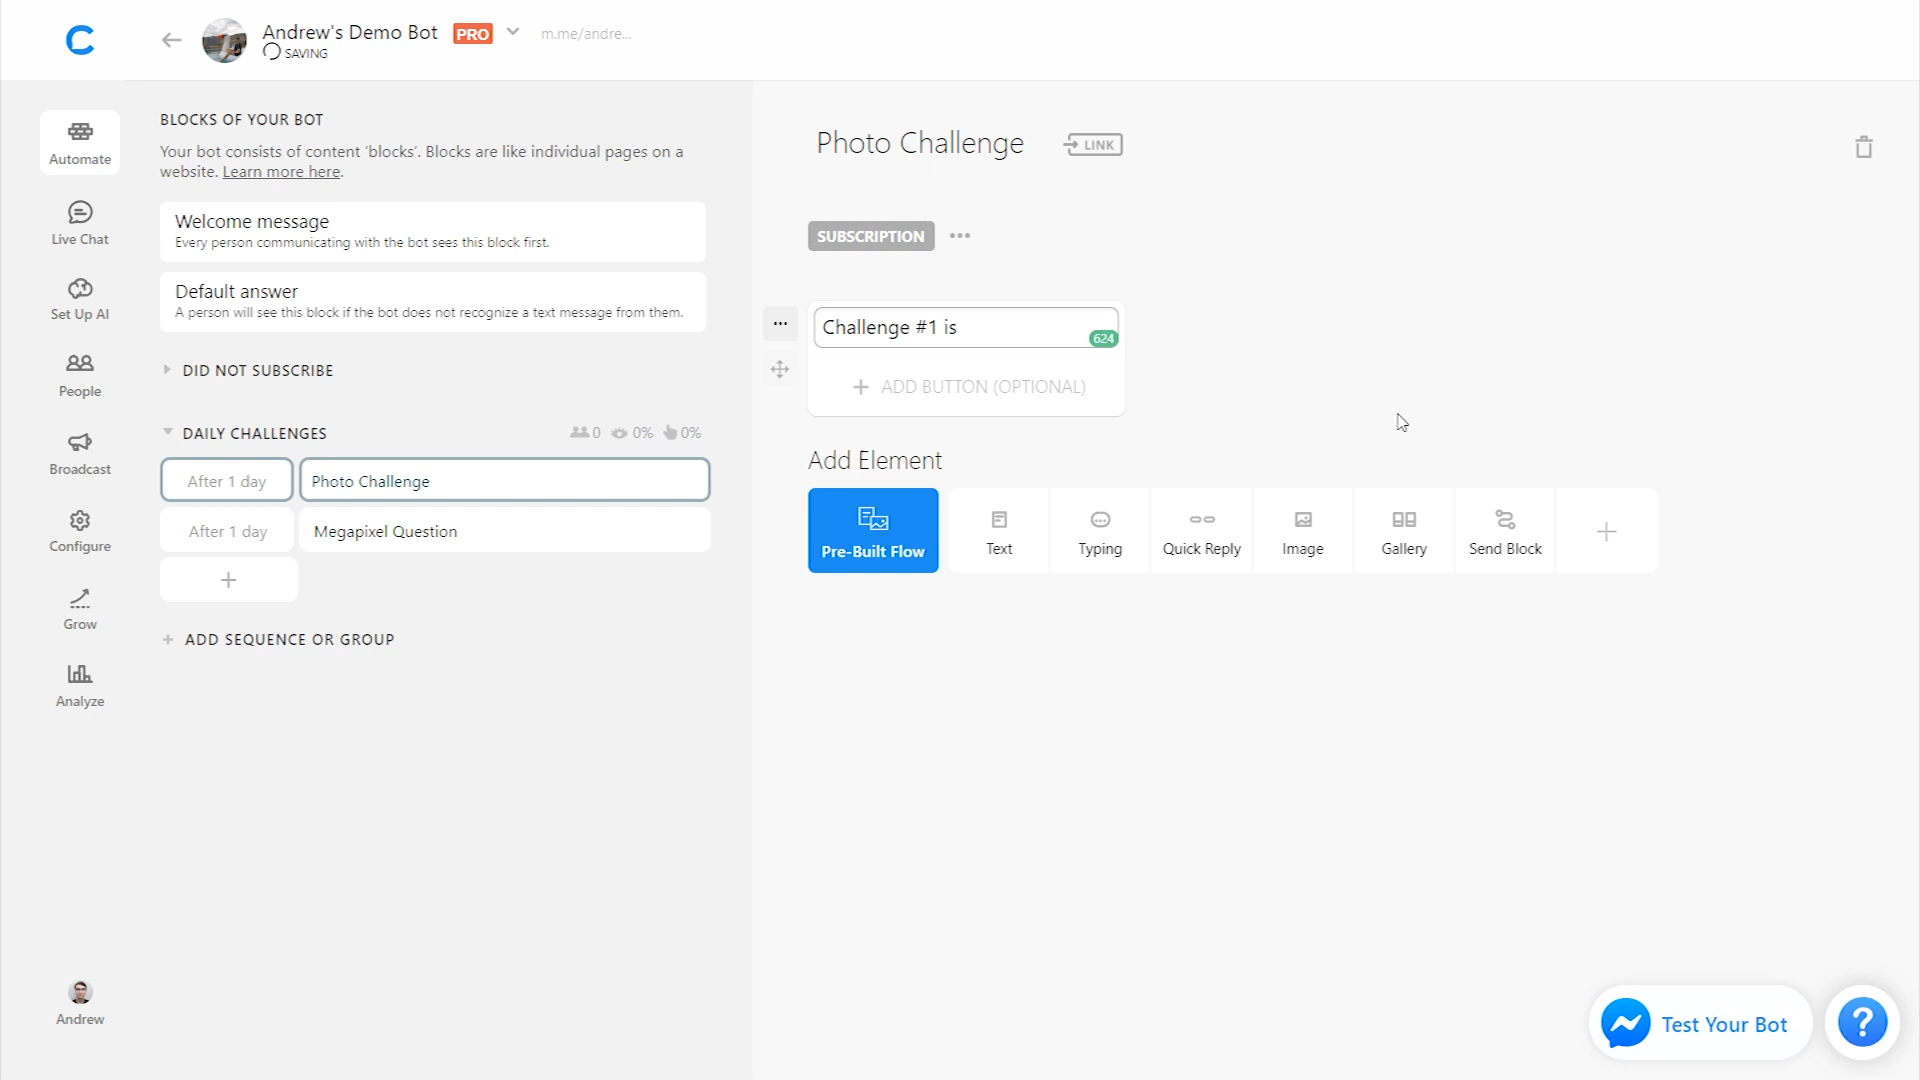 Andrew's Demo Bot PRO m.me/andre...
SAVING
Automate
Live Chat
Set Up AI
People
Broadcast
Configure
Grow
Analyze
Andrew
BLOCKS OF YOUR BOT
Your bot consists of content ‘blocks’. Blocks are like individual pages on a
website. Learn more here.
Welcome message
Every person communicating with the bot sees this block first.
Default answer
A person will see this block if the bot does not recognize a text message from them.
DID NOT SUBSCRIBE
DAILY CHALLENGES 0 0% 0%
After 1 day Photo Challenge
After 1 day Megapixel Question
+
+ ADD SEQUENCE OR GROUP
Photo Challenge LINK
SUBSCRIPTION
Challenge #1 is
624
+ ADD BUTTON (OPTIONAL)
Add Element
Pre-Built Flow Text Typing Quick Reply Image Gallery Send Block +
Test Your Bot ?